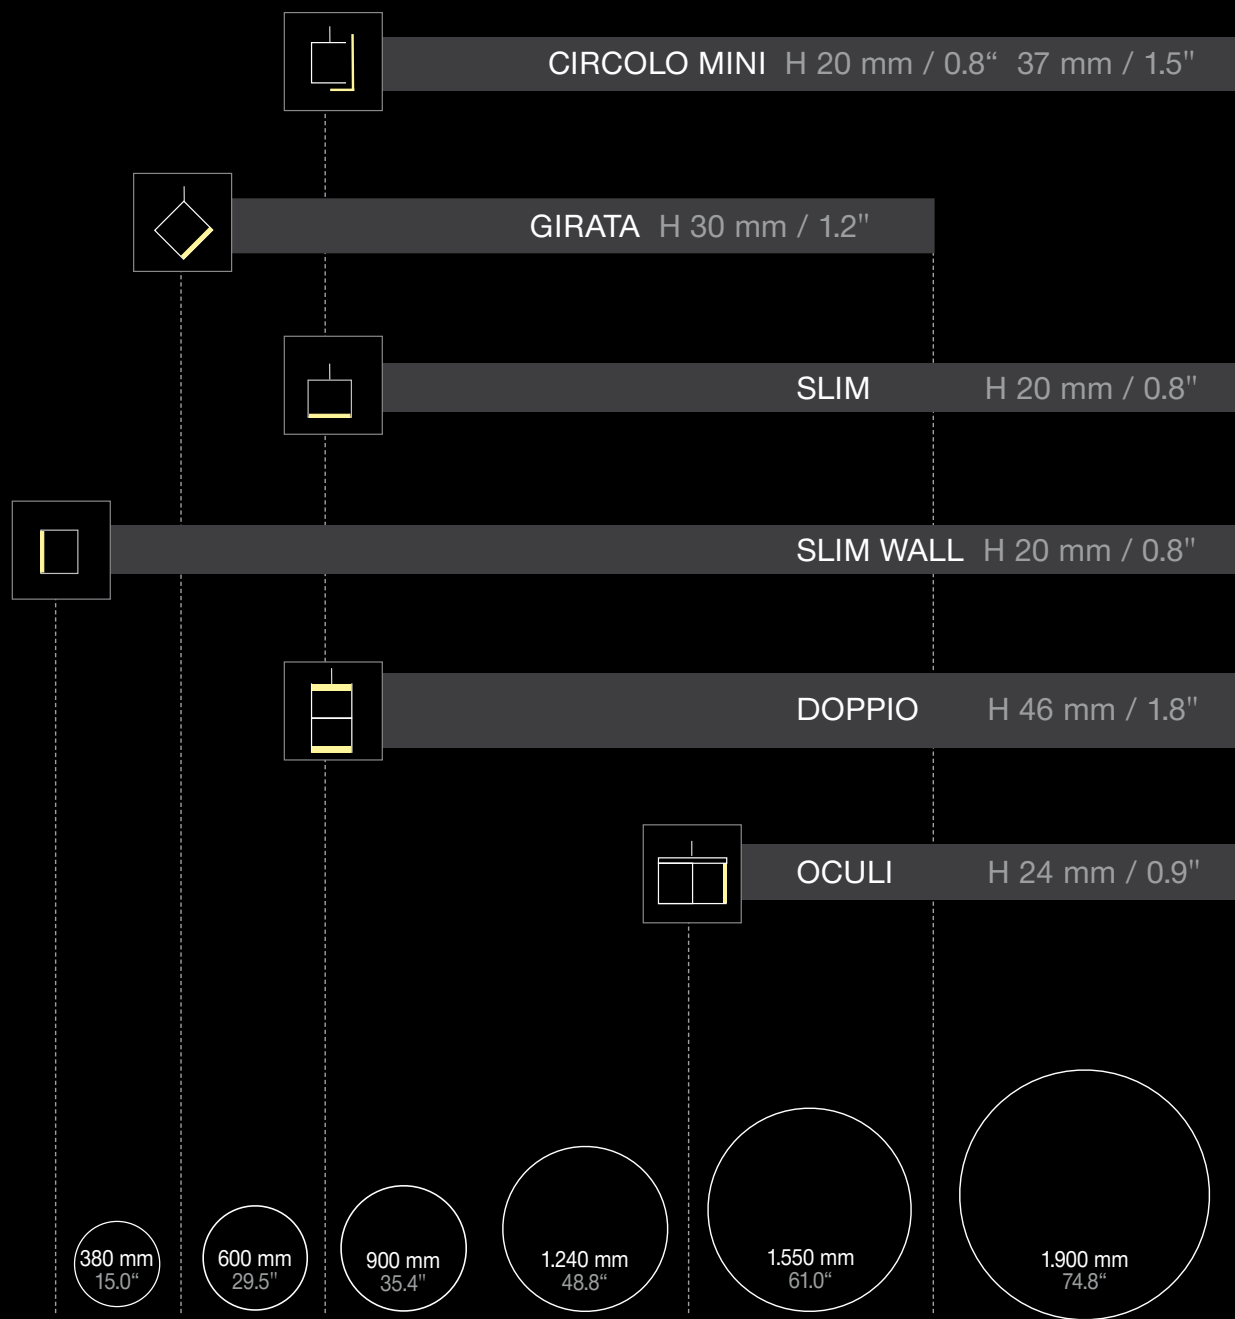 CIRCOLO MINI H 20 mm / 0.8“ 37 mm / 1.5"
GIRATA H 30 mm / 1.2"
SLIM H 20 mm / 0.8"
SLIM WALL H 20 mm / 0.8"
DOPPIO H 46 mm / 1.8"
OCULI H 24 mm / 0.9"
380 mm
15.0“
600 mm
29.5"
900 mm
35.4"
1.240 mm
48.8“
1.550 mm
61.0“
1.900 mm
74.8“